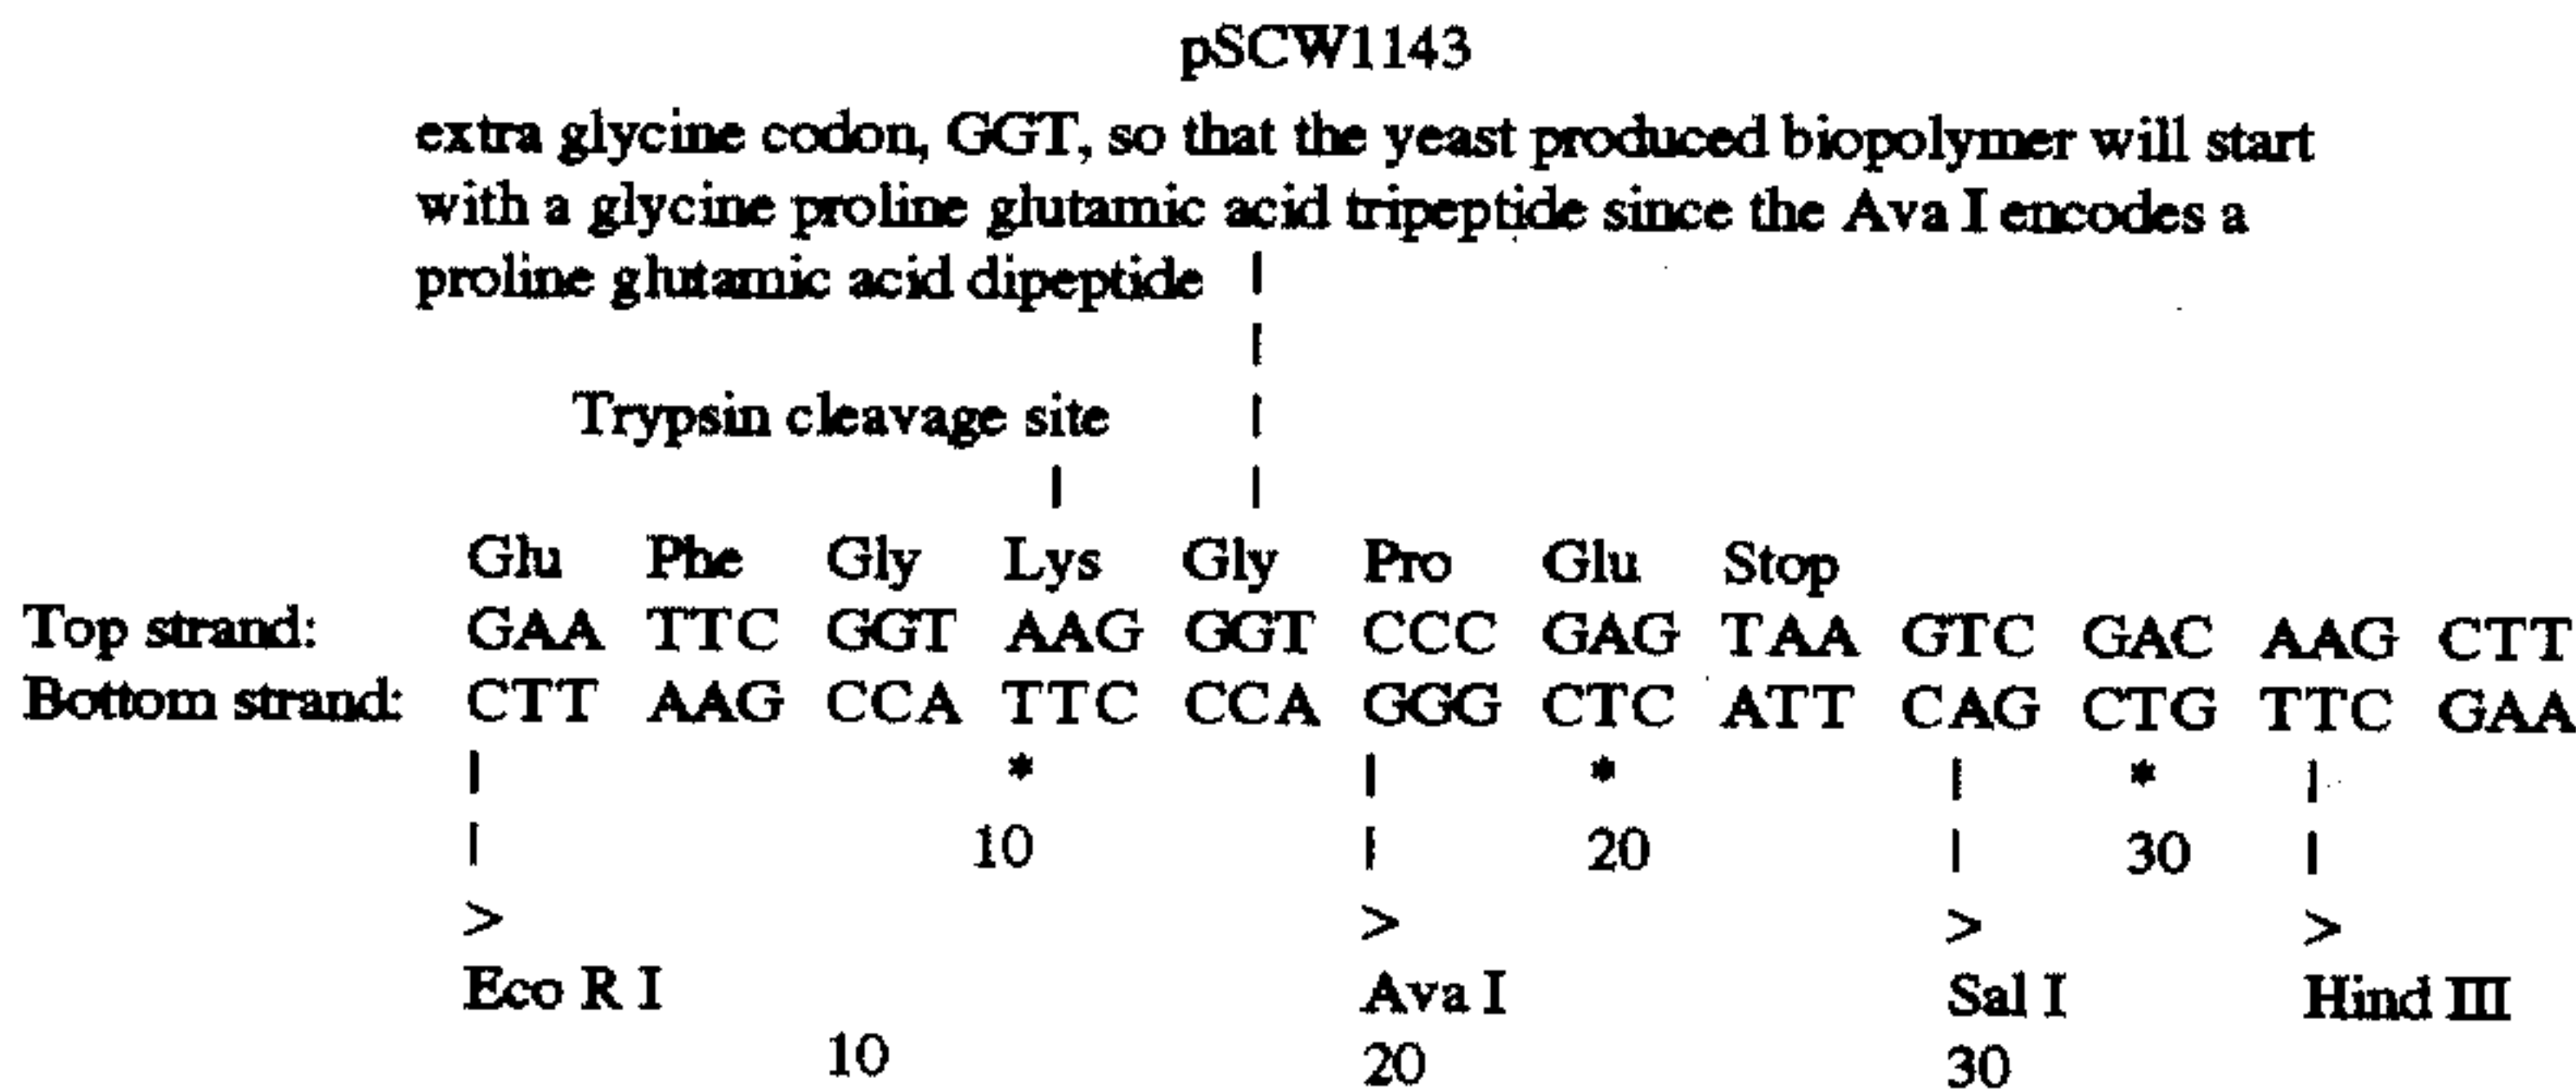 pSCW1143
extra glycine codon, GGT, so that the yeast produced biopolymer will start
with a glycine proline glutamic acid tripeptide since the Ava I encodes a
proline glutamic acid dipeptide
Trypsin cleavage site
Glu Phe Gly Lys Gly Pro Glu Stop
Top strand: GAA TTC GGT AAG GGT CCC GAG TAA GTC GAC AAG CTT
Bottom strand: CTT AAG CCA TTC CCA GGG CTC ATT CAG CTG TTC GAA
* * *
10 20 30
> > > >
Eco R I Ava I Sal I Hind III
10 20 30